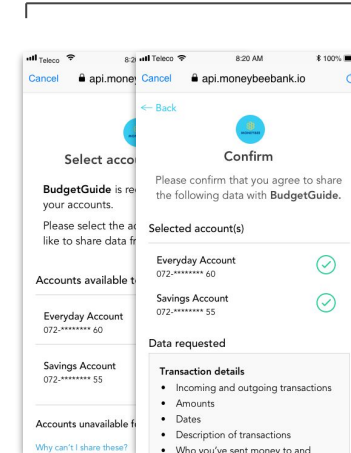 Teleco 8:2
Cancel api.money
Select accou
BudgetGuide is re
your accounts.
Please select the ac
like to share data fr
Accounts available t
Everyday Account
072-******** 60
Savings Account
072-******** 55
Accounts unavailable f
Why can't I share these?
Teleco 8:20 AM 100%
Cancel api.moneybeebank.io
<— Back
Confirm
Please confirm that you agree to share
the following data with BudgetGuide.
Selected account(s)
Everyday Account
072-******** 60
Savings Account
072-******** 55
Data requested
Transaction details
• Incoming and outgoing transactions
• Amounts
• Dates
• Description of transactions
• Who you've sent money to and